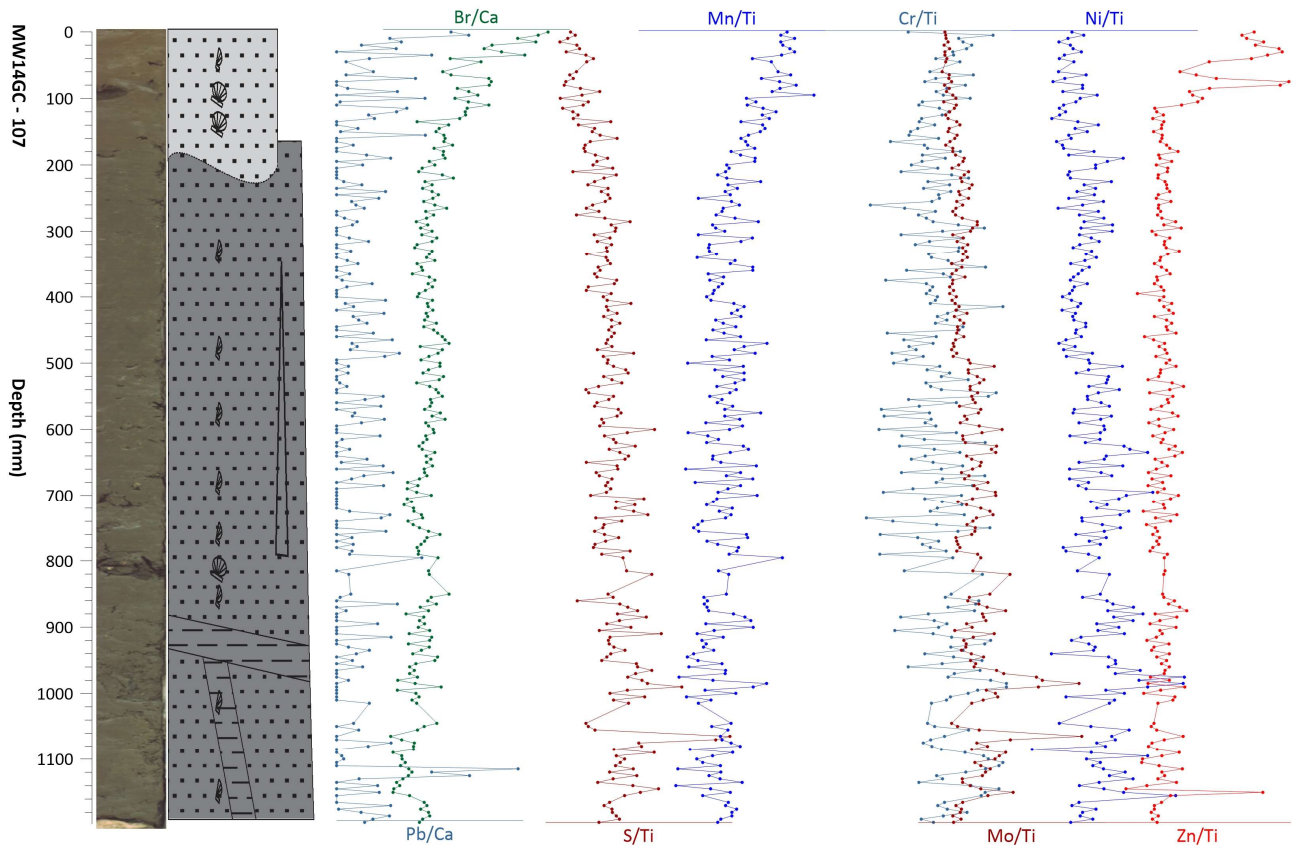 Br/Ca
Mn/Ti
Cr/Ti
Ni/Ti
MW14GC - 107
Depth (mm)
0
100
200
300
400
500
600
700
800
900
1000
1100
Pb/Ca
S/Ti
Mo/Ti
Zn/Ti